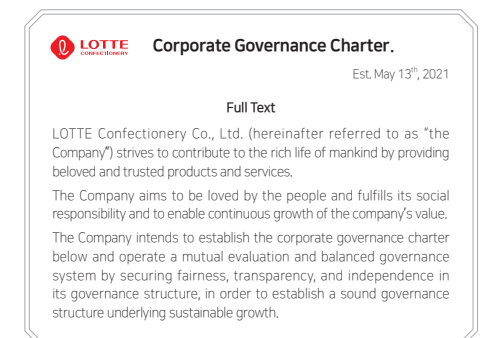 LOTTE
CONFECTIONERY
Corporate Governance Charter.
Est. May 13th, 2021
Full Text
LOTTE Confectionery Co., Ltd. (hereinafter referred to as “the
Company”) strives to contribute to the rich life of mankind by providing
beloved and trusted products and services.
The Company aims to be loved by the people and fulfills its social
responsibility and to enable continuous growth of the company's value.
The Company intends to establish the corporate governance charter
below and operate a mutual evaluation and balanced governance
system by securing fairness, transparency, and independence in
its governance structure, in order to establish a sound governance
structure underlying sustainable growth.